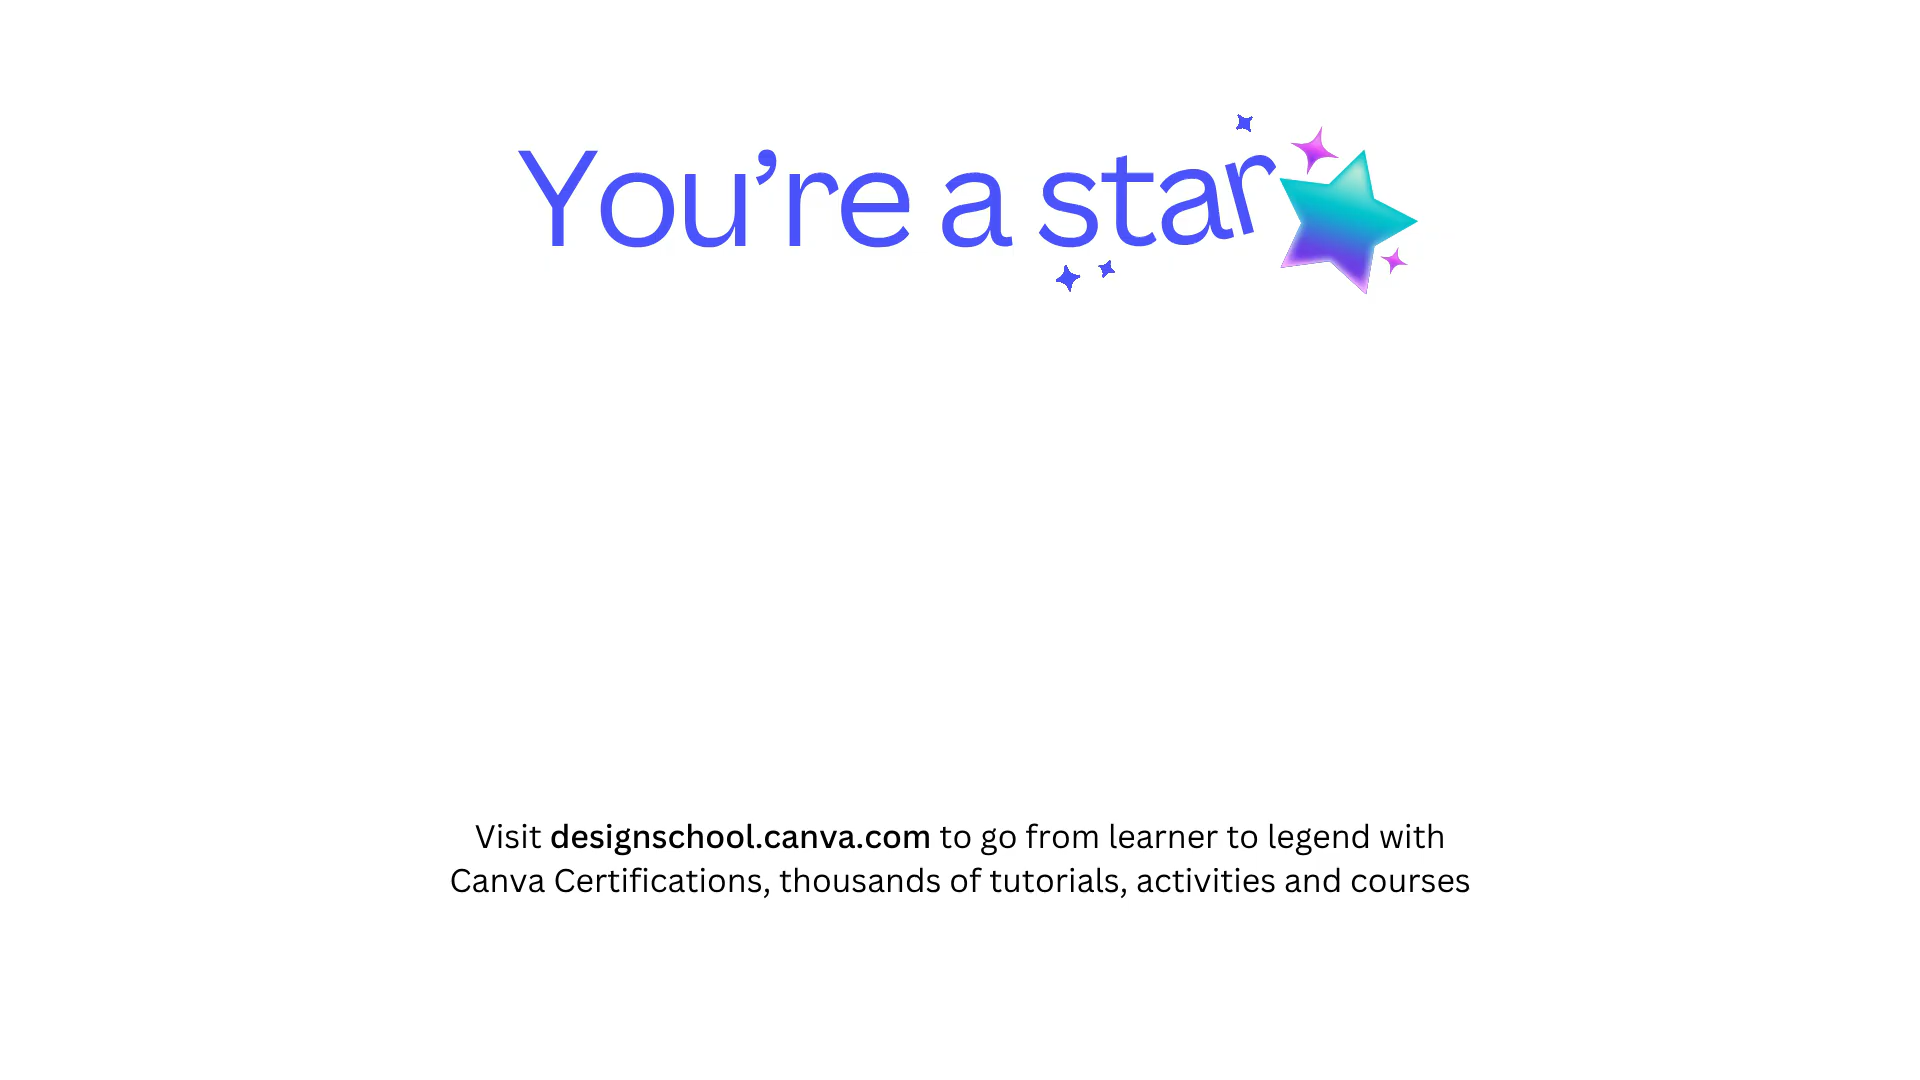 You’re a star
Visit designschool.canva.com to go from learner to legend with
Canva Certifications, thousands of tutorials, activities and courses